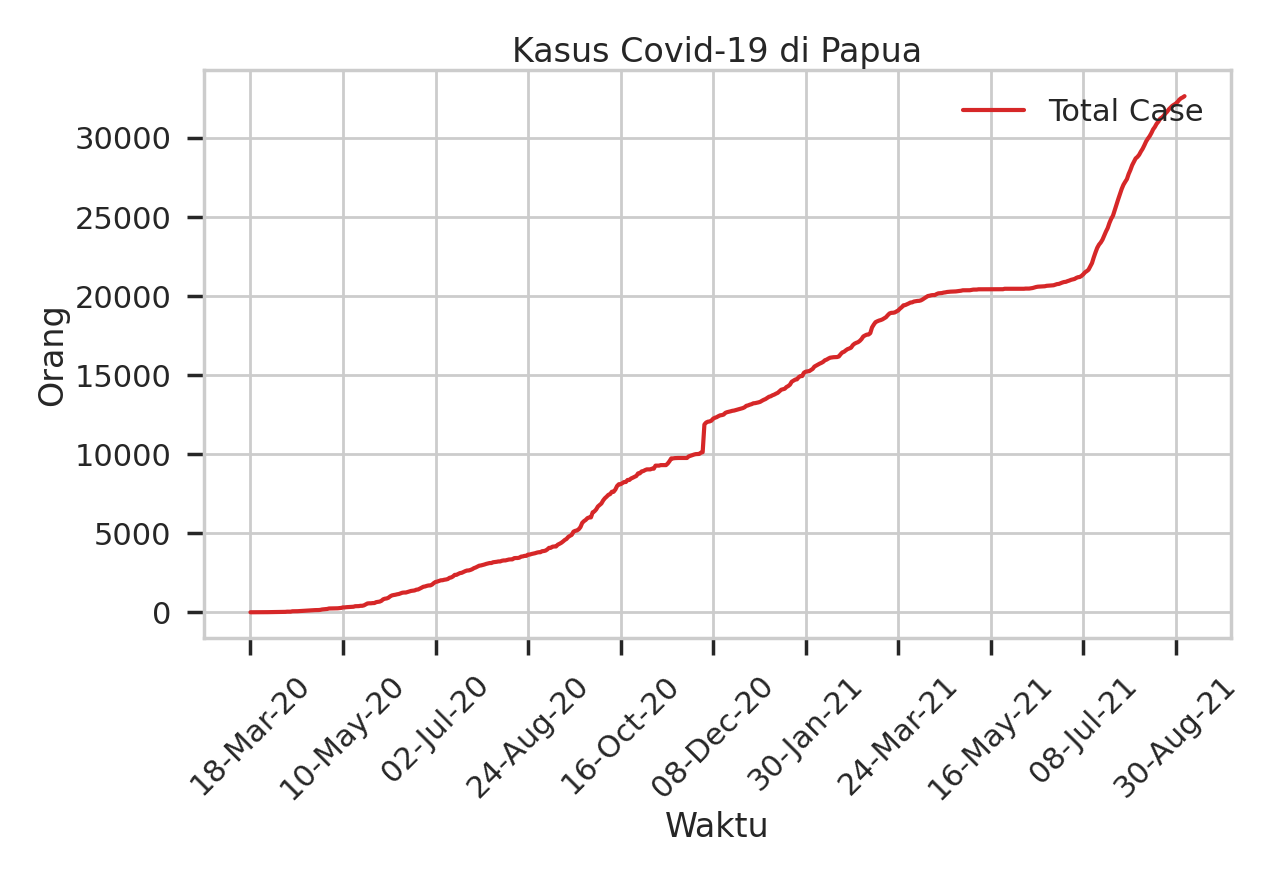 Kasus Covid-19 di Papua
Total Case
Orang
30000
25000
20000
15000
10000
5000
0
18-Mar-20
10-May-20
02-Jul-20
24-Aug-20
16-Oct-20
08-Dec-20
30-Jan-21
24-Mar-21
16-May-21
08-Jul-21
30-Aug-21
Waktu